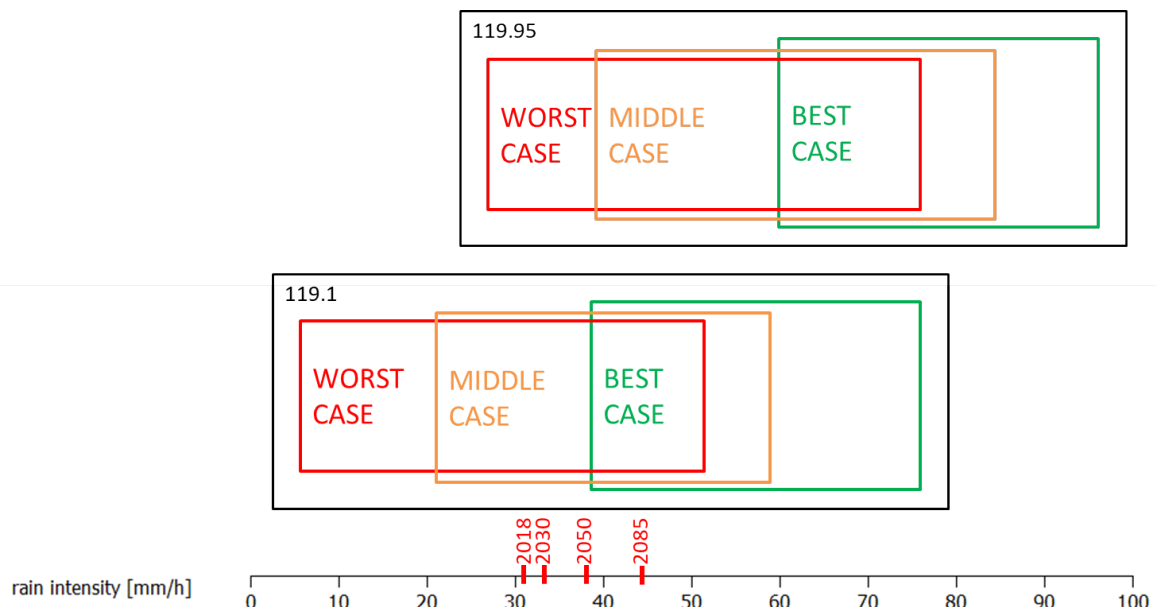 119.95
WORST
CASE
MIDDLE
CASE
BEST
CASE
119.1
WORST
CASE
MIDDLE
CASE
BEST
CASE
2018
2030
2050
2085
rain intensity [mm/h]
0 10 20 30 40 50 60 70 80 90 100